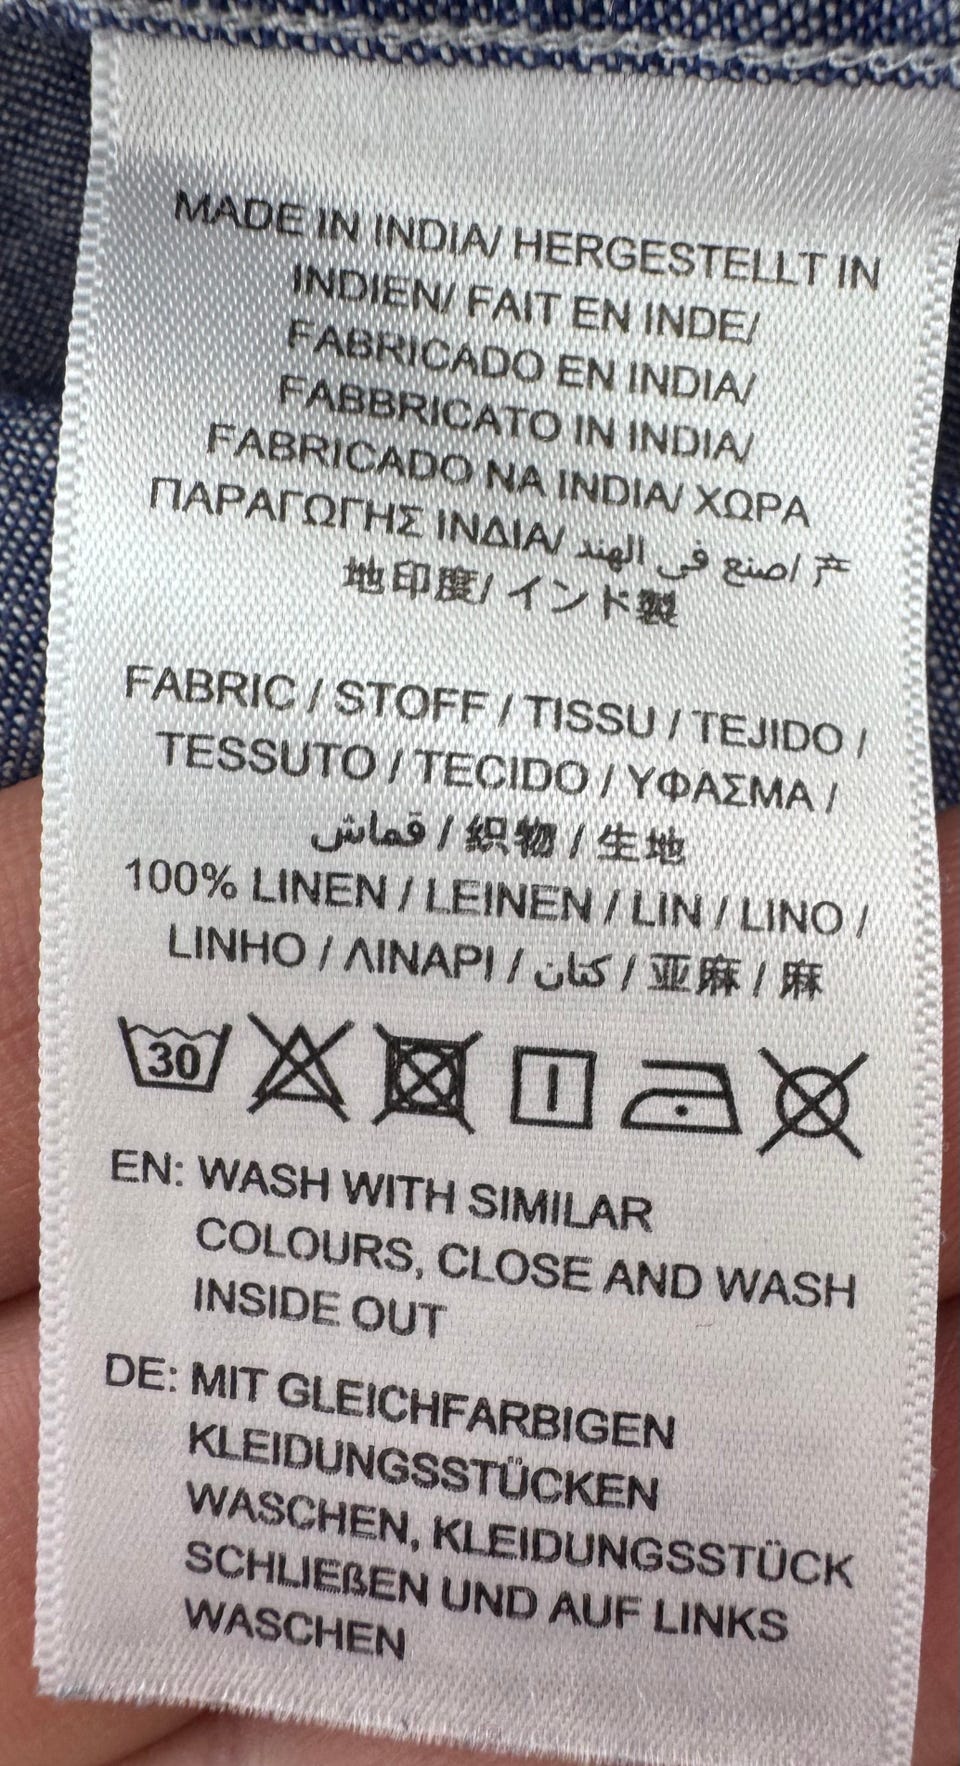 MADE IN INDIA/ HERGESTELLT IN
INDIEN/ FAIT EN INDE/
FABRICADO EN INDIA/
FABBRICATO IN INDIA/
FABRICADO NA INDIA/ ΧΩΡΑ
ΠΑΡΑΓΩΓΗΣ ΙΝΔΙΑ/ صنع في الهند/ 产
地印度/ インド製
FABRIC / STOFF / TISSU / TEJIDO /
TESSUTO / TECIDO / ΥΦΑΣΜΑ /
قماش / 织物 / 生地
100% LINEN / LEINEN / LIN / LINO /
LINHO / ΛΙΝΑΡΙ / كتان / 亚麻 / 麻
30
EN: WASH WITH SIMILAR
COLOURS, CLOSE AND WASH
INSIDE OUT
DE: MIT GLEICHFARBIGEN
KLEIDUNGSSTÜCKEN
WASCHEN, KLEIDUNGSSTÜCK
SCHLIEßEN UND AUF LINKS
WASCHEN